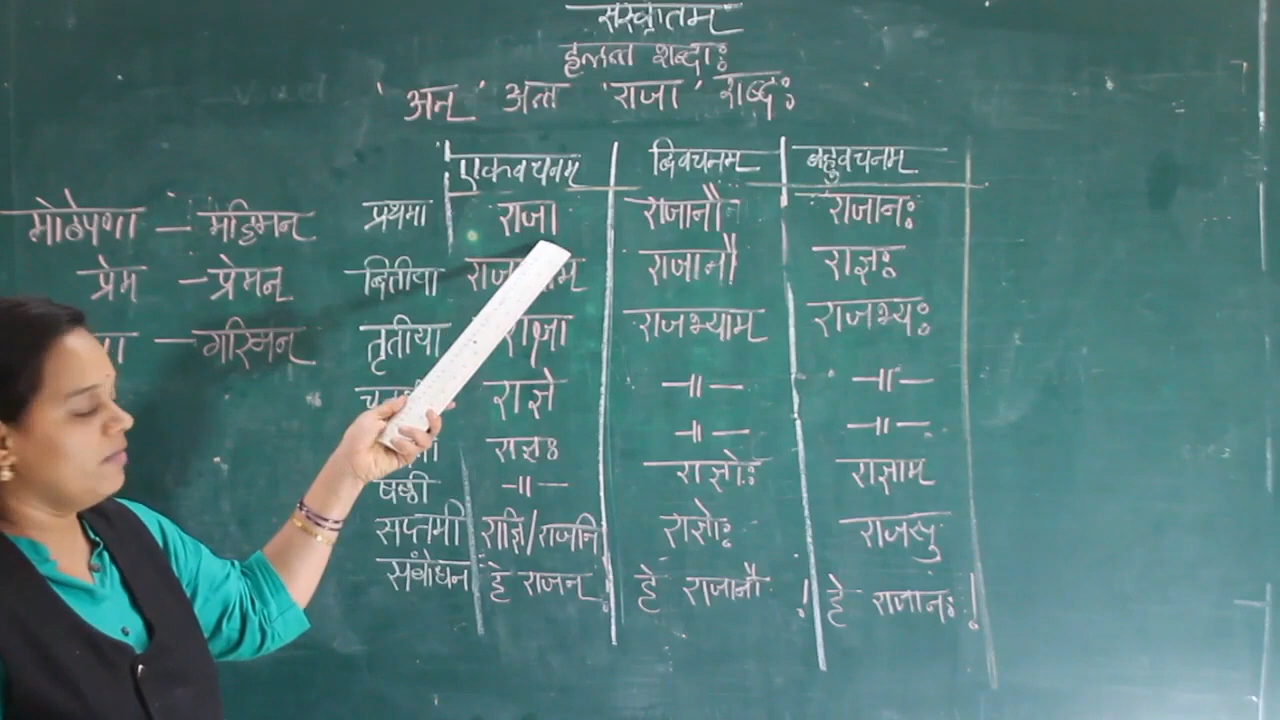 संस्कृतम्
हलन्त शब्दाः
'अन्' अन्त 'राजा' शब्दः
एकवचनम् द्विवचनम् बहुवचनम्
मोठेपणा – महिमन् प्रथमा राजा राजानौ राजानः
प्रेम – प्रेमन् द्वितीया राजानौ राज्ञः
– गरिमन् तृतीया राज्ञा राजभ्याम् राजभ्यः
राज्ञे –॥– –॥–
राज्ञः –॥– –॥–
षष्ठी –॥– राज्ञोः राज्ञाम्
सप्तमी राज्ञि/राजनि राज्ञोः राजसु
संबोधन हे राजन् ! हे राजानौ ! हे राजानः !